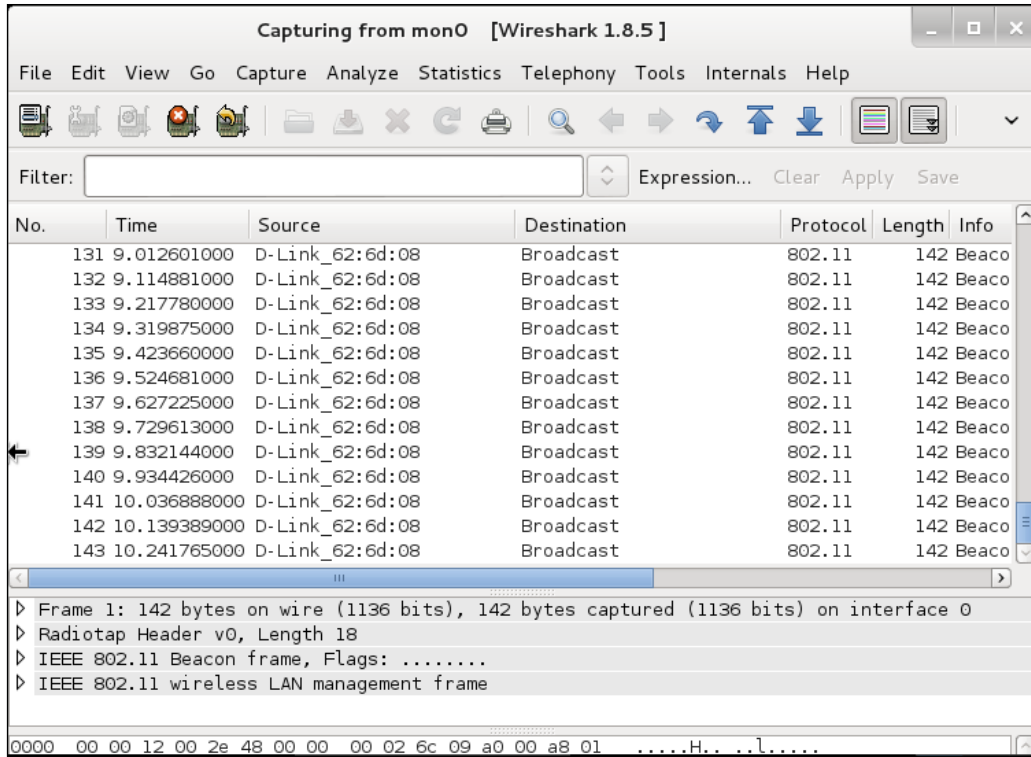 Capturing from mon0 [Wireshark 1.8.5 ]
File Edit View Go Capture Analyze Statistics Telephony Tools Internals Help
Filter: Expression... Clear Apply Save
No. Time Source Destination Protocol Length Info
131 9.012601000 D-Link_62:6d:08 Broadcast 802.11 142 Beaco
132 9.114881000 D-Link_62:6d:08 Broadcast 802.11 142 Beaco
133 9.217780000 D-Link_62:6d:08 Broadcast 802.11 142 Beaco
134 9.319875000 D-Link_62:6d:08 Broadcast 802.11 142 Beaco
135 9.423660000 D-Link_62:6d:08 Broadcast 802.11 142 Beaco
136 9.524681000 D-Link_62:6d:08 Broadcast 802.11 142 Beaco
137 9.627225000 D-Link_62:6d:08 Broadcast 802.11 142 Beaco
138 9.729613000 D-Link_62:6d:08 Broadcast 802.11 142 Beaco
139 9.832144000 D-Link_62:6d:08 Broadcast 802.11 142 Beaco
140 9.934426000 D-Link_62:6d:08 Broadcast 802.11 142 Beaco
141 10.036888000 D-Link_62:6d:08 Broadcast 802.11 142 Beaco
142 10.139389000 D-Link_62:6d:08 Broadcast 802.11 142 Beaco
143 10.241765000 D-Link_62:6d:08 Broadcast 802.11 142 Beaco
Frame 1: 142 bytes on wire (1136 bits), 142 bytes captured (1136 bits) on interface 0
Radiotap Header v0, Length 18
IEEE 802.11 Beacon frame, Flags: ........
IEEE 802.11 wireless LAN management frame
0000 00 00 12 00 2e 48 00 00 00 02 6c 09 a0 00 a8 01 .....H.. ..l.....